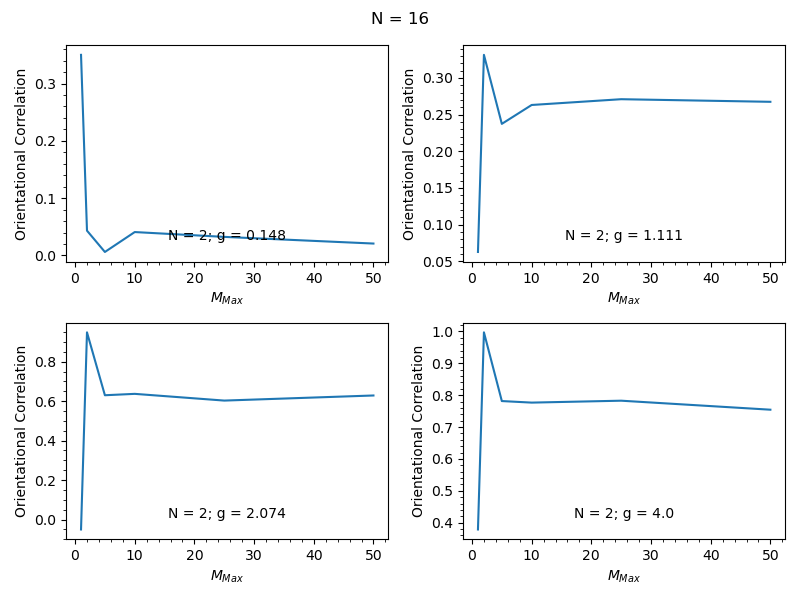 N = 16
Orientational Correlation
0.3
0.2
0.1
0.0
N = 2; g = 0.148
0 10 20 30 40 50
M_Max
Orientational Correlation
0.30
0.25
0.20
0.15
0.10
0.05
N = 2; g = 1.111
0 10 20 30 40 50
M_Max
Orientational Correlation
0.8
0.6
0.4
0.2
0.0
N = 2; g = 2.074
0 10 20 30 40 50
M_Max
Orientational Correlation
1.0
0.9
0.8
0.7
0.6
0.5
0.4
N = 2; g = 4.0
0 10 20 30 40 50
M_Max